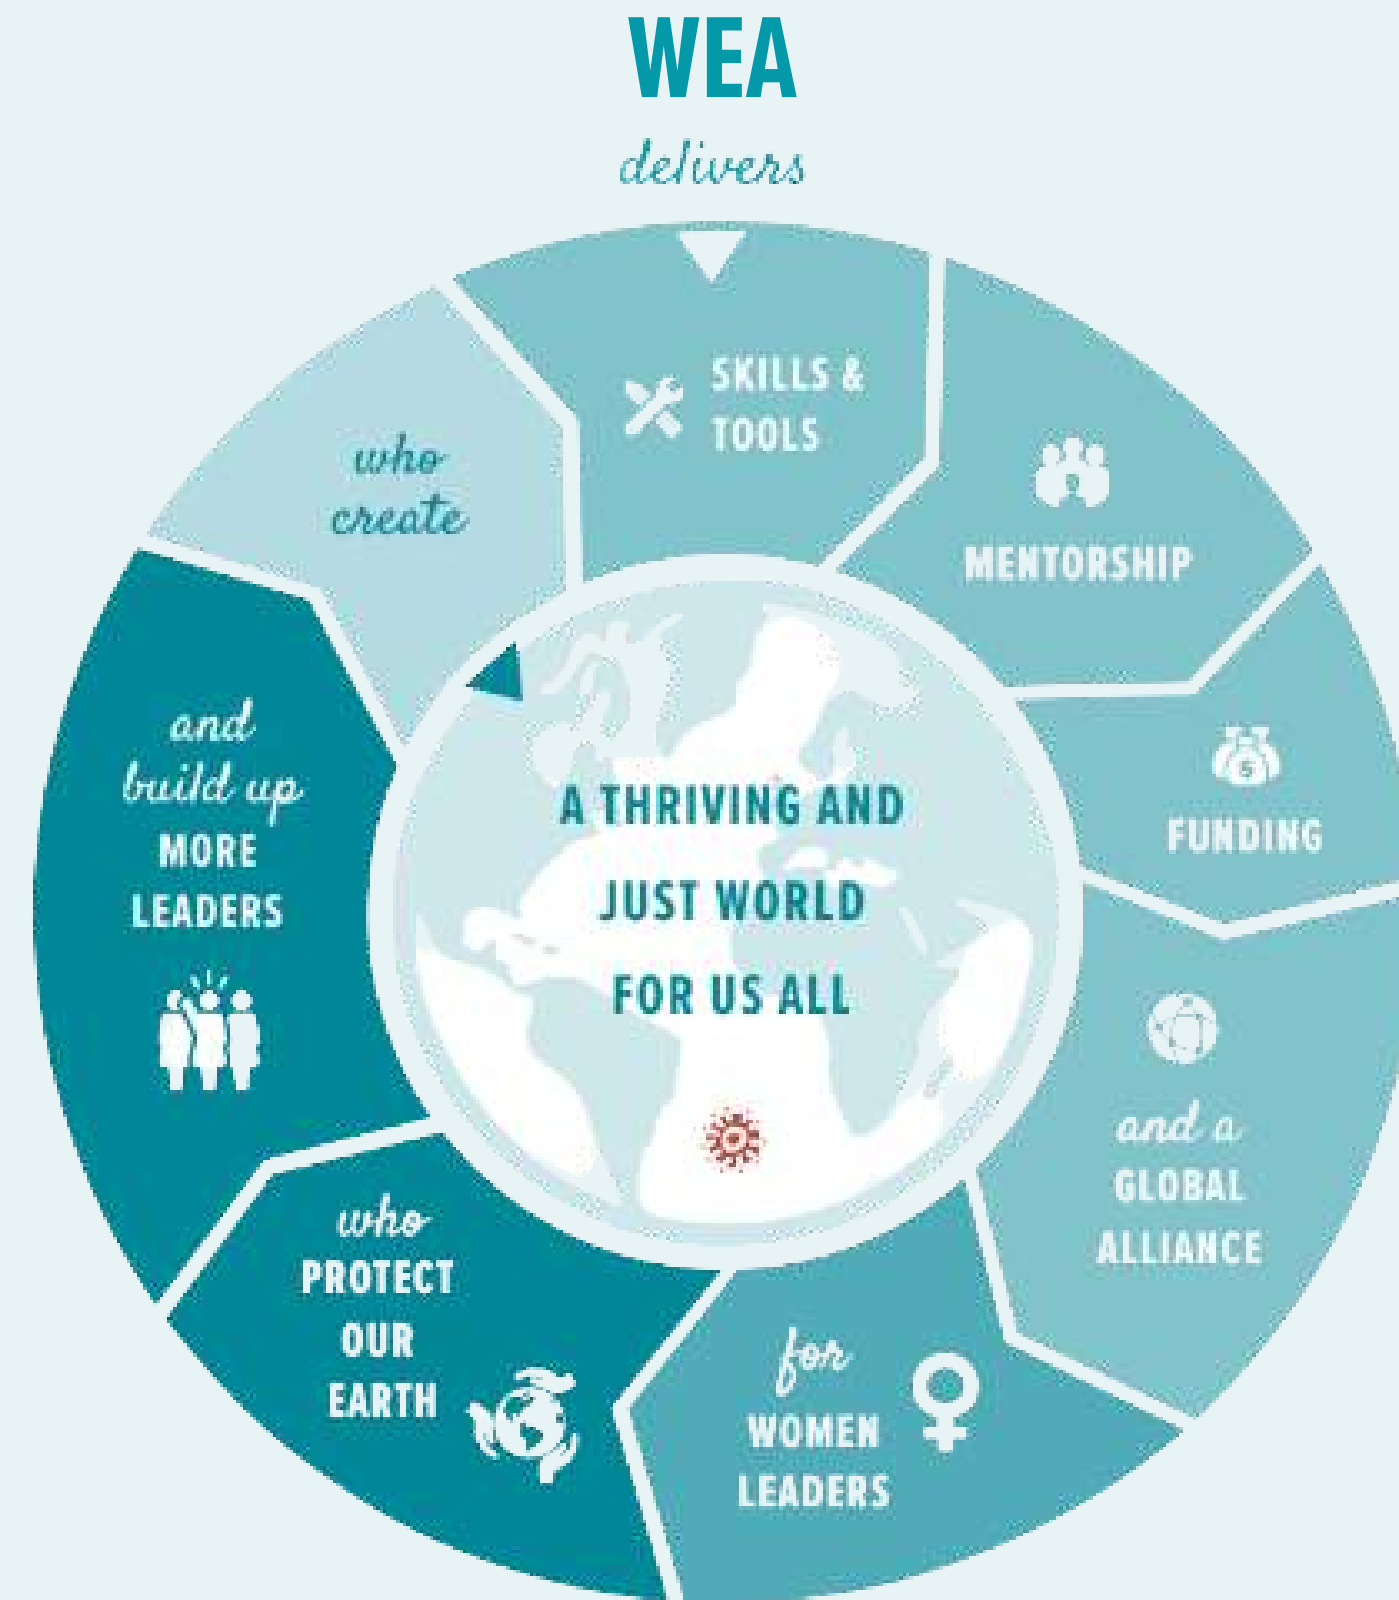 WEA
delivers
SKILLS &
TOOLS
MENTORSHIP
FUNDING
and a
GLOBAL
ALLIANCE
for
WOMEN
LEADERS
who
PROTECT
OUR
EARTH
and
build up
MORE
LEADERS
who
create
A THRIVING AND
JUST WORLD
FOR US ALL